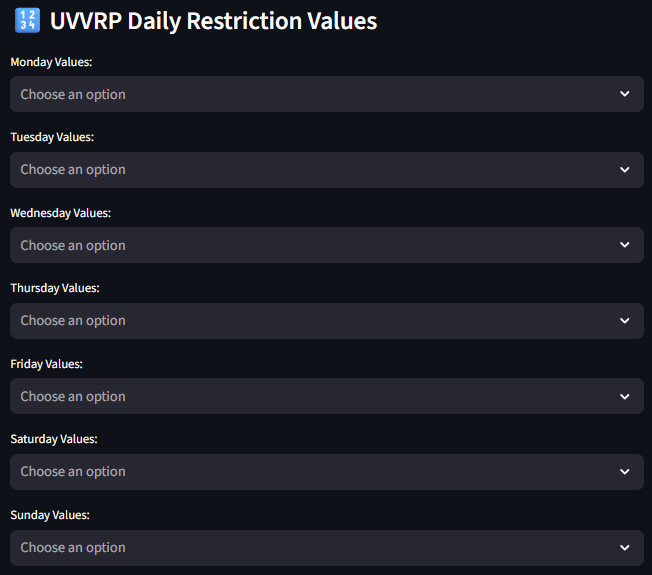 🔢 UVVRP Daily Restriction Values
Monday Values:
Choose an option
Tuesday Values:
Choose an option
Wednesday Values:
Choose an option
Thursday Values:
Choose an option
Friday Values:
Choose an option
Saturday Values:
Choose an option
Sunday Values:
Choose an option